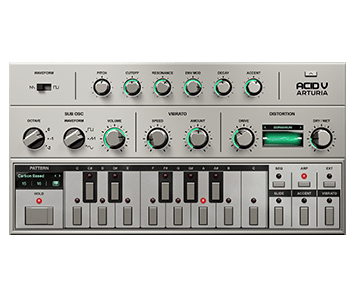 WAVEFORM
PITCH CUTOFF RESONANCE ENV MOD DECAY ACCENT
ACID V
ARTURIA
SUB OSC VIBRATO DISTORTION
OCTAVE WAVEFORM VOLUME SPEED AMOUNT DRIVE DRY / WET
PATTERN
Carbon Based
HOLD
SEQ ARP EXT
SLIDE ACCENT VIBRATO